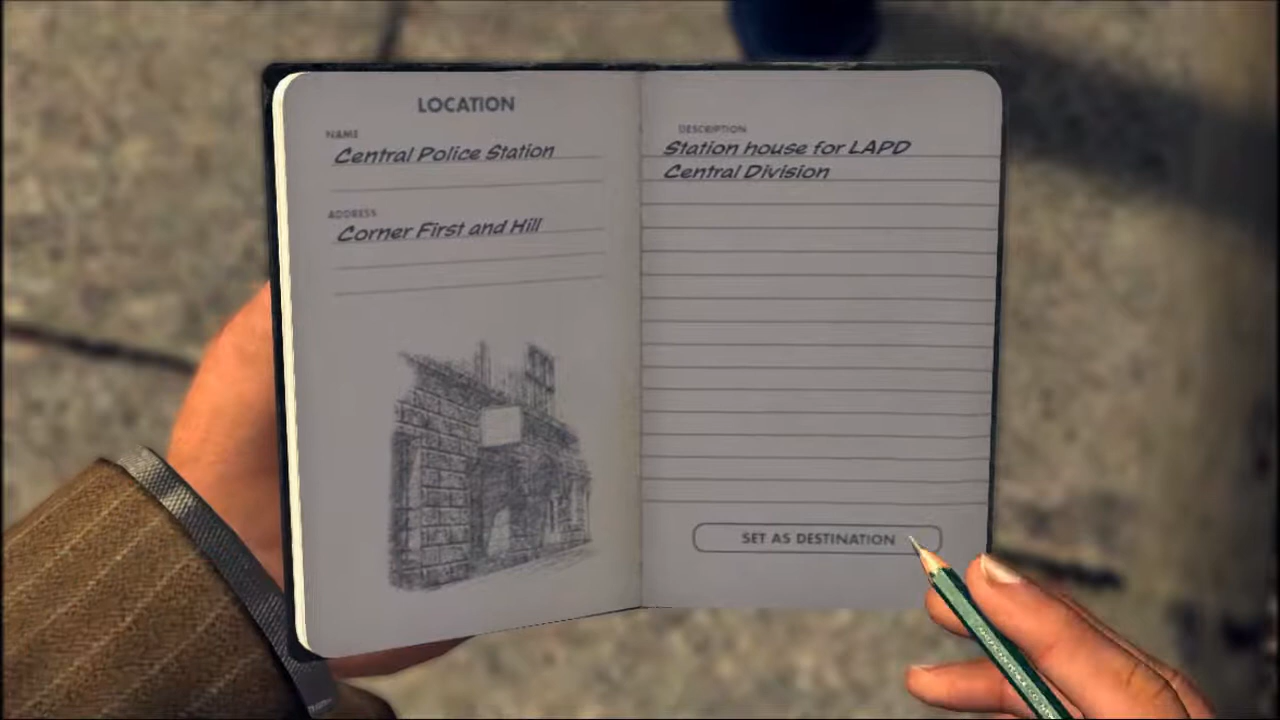 LOCATION
NAME
Central Police Station
ADDRESS
Corner First and Hill
DESCRIPTION
Station house for LAPD
Central Division
SET AS DESTINATION